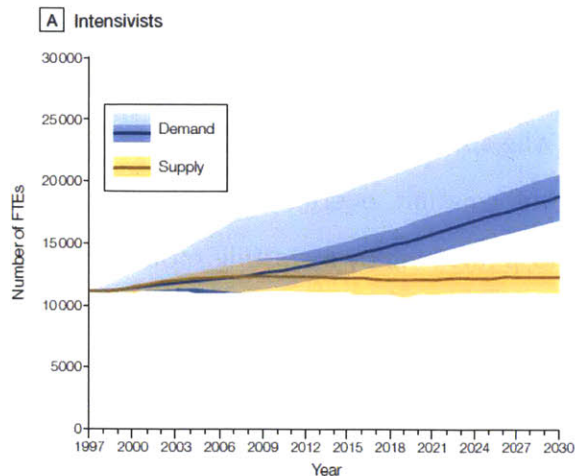 A Intensivists
30000
25000
20000
15000
10000
5000
0
Number of FTEs
Demand
Supply
1997 2000 2003 2006 2009 2012 2015 2018 2021 2024 2027 2030
Year